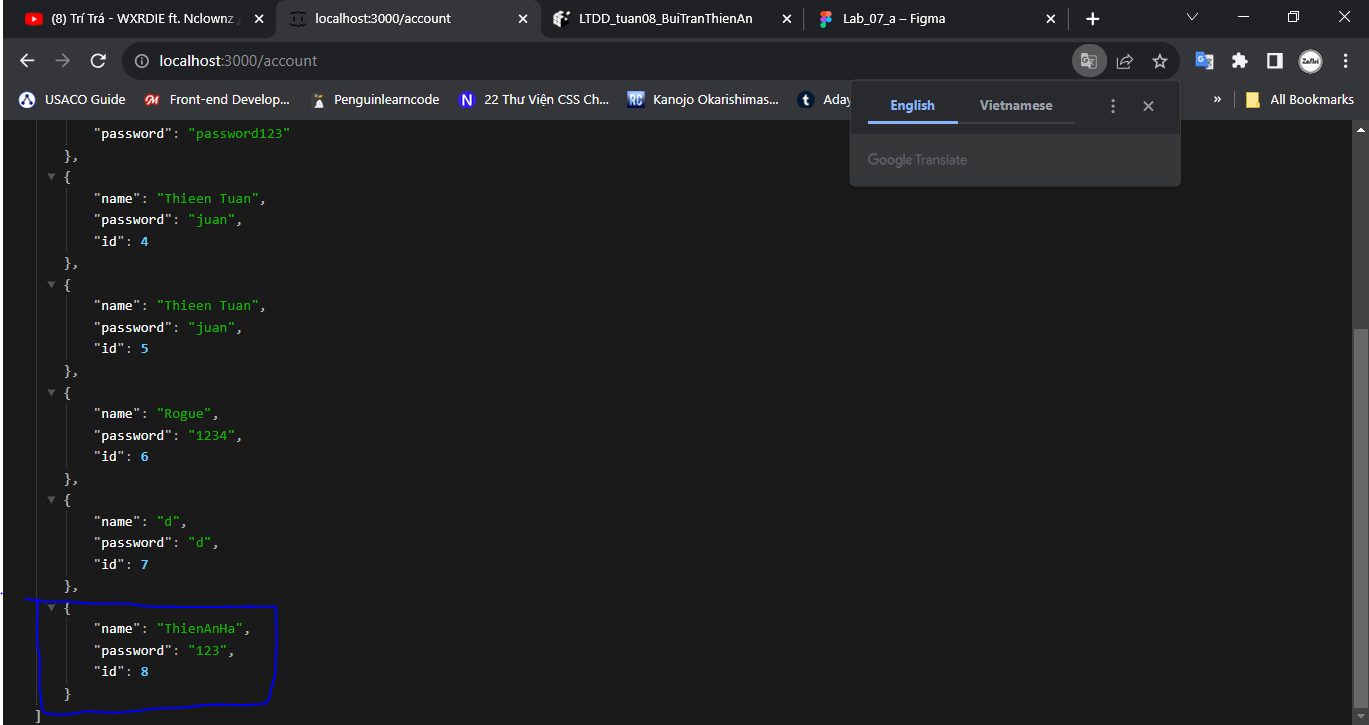 (8) Trí Trá - WXRDIE ft. Nclownz
localhost:3000/account
LTDD_tuan08_BuiTranThienAn
Lab_07_a – Figma
localhost:3000/account
USACO Guide
Front-end Develop...
Penguinlearncode
22 Thư Viện CSS Ch...
Kanojo Okarishimas...
Aday
»
All Bookmarks
English
Vietnamese
Google Translate
"password": "password123"
},
{
"name": "Thieen Tuan",
"password": "juan",
"id": 4
},
{
"name": "Thieen Tuan",
"password": "juan",
"id": 5
},
{
"name": "Rogue",
"password": "1234",
"id": 6
},
{
"name": "d",
"password": "d",
"id": 7
},
{
"name": "ThienAnHa",
"password": "123",
"id": 8
}
]